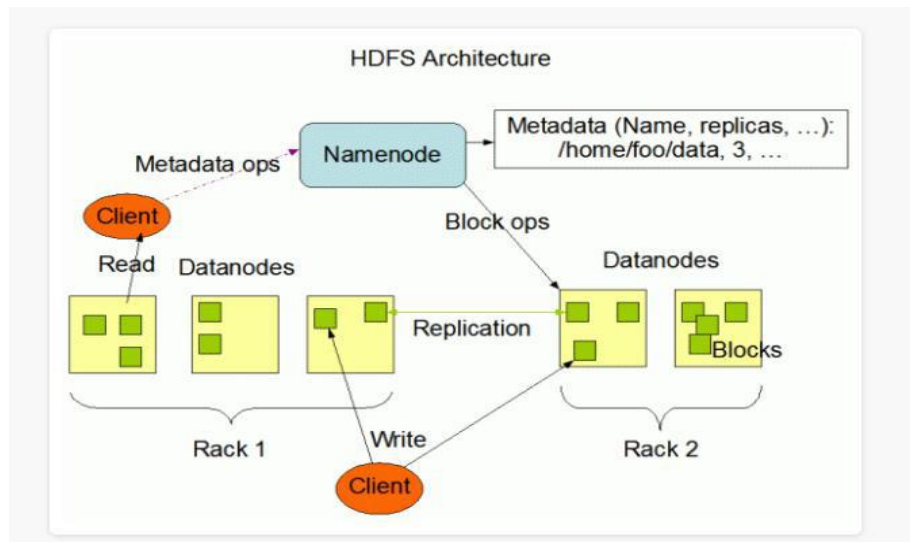 HDFS Architecture
Metadata (Name, replicas, ...):
/home/foo/data, 3, ...
Namenode
Metadata ops
Client
Block ops
Read
Datanodes
Datanodes
Replication
Blocks
Rack 1
Write
Rack 2
Client